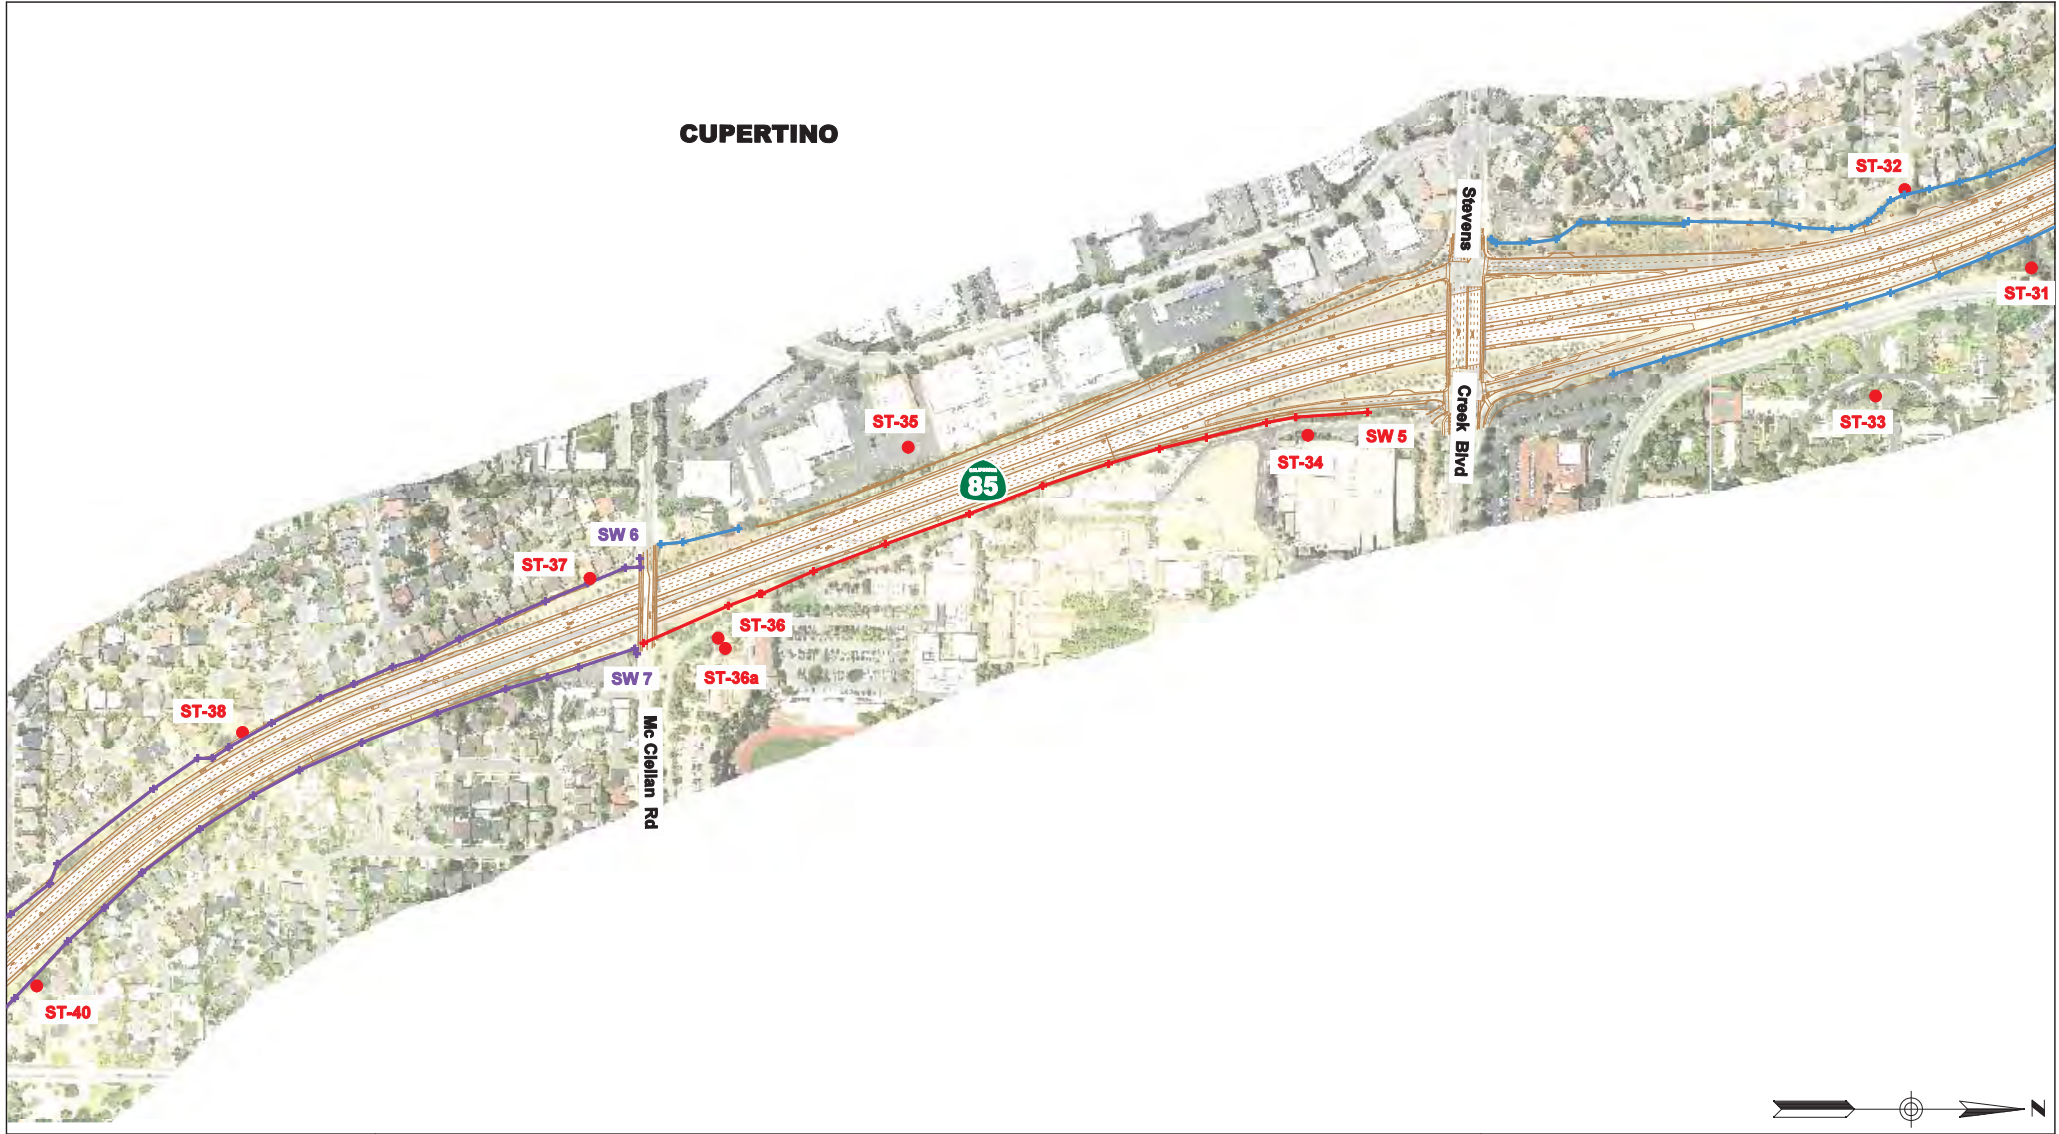 CUPERTINO
ST-32
Stevens
ST-31
ST-33
ST-35
Creek Blvd
SW 5
ST-34
CALIFORNIA
85
SW 6
ST-37
ST-36
ST-36a
SW 7
ST-38
Mc Clellan Rd
ST-40
N